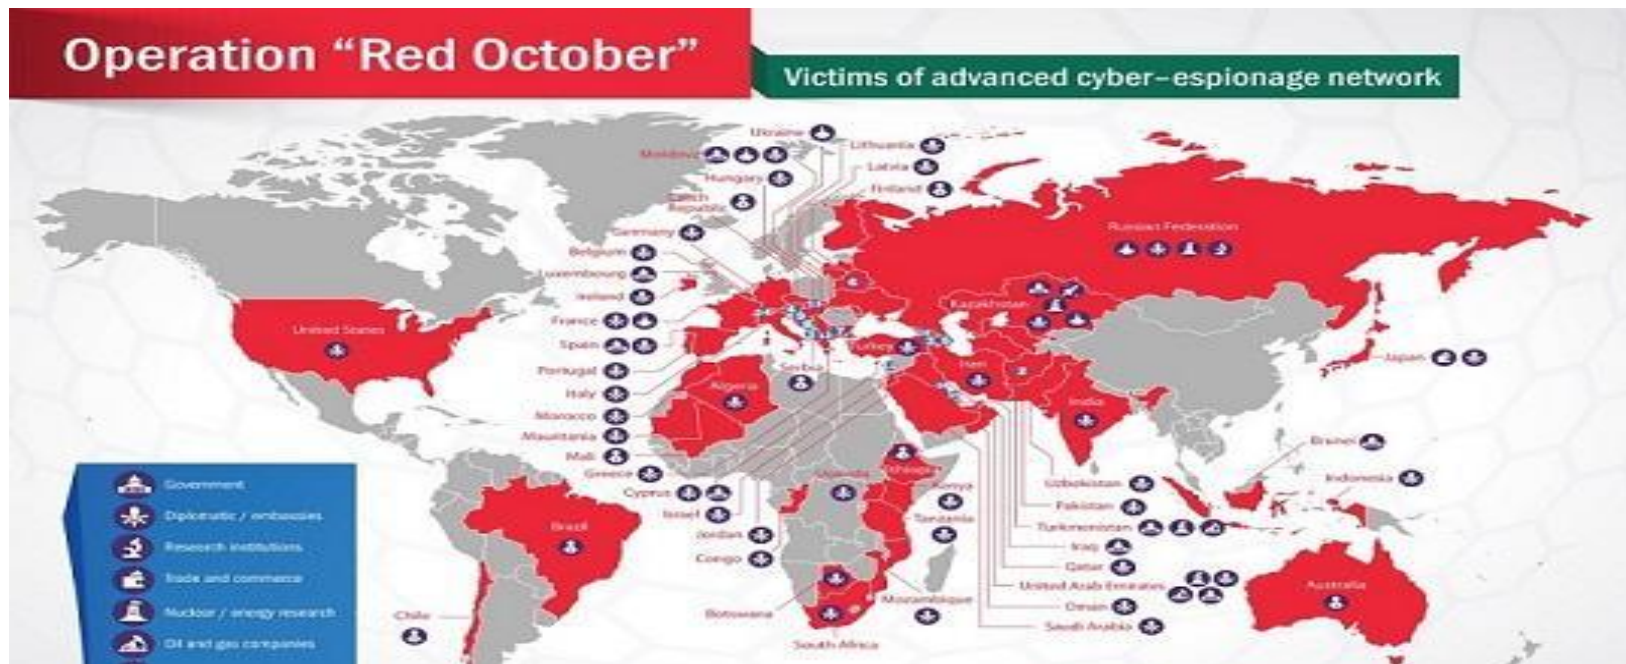 Operation “Red October”
Victims of advanced cyber-espionage network
Ukraine
Lithuania
Moldova
Latvia
Hungary
Finland
Czech
Republic
Germany
Russian Federation
Belgium
Luxembourg
Ireland
Kazakhstan
France
United States
Spain
Turkey
Japan
Portugal
Serbia
Iran
Italy
Algeria
India
Morocco
Mauritania
Brunei
Mali
Greece
Uganda
Ethiopia
Indonesia
Cyprus
Kenya
Uzbekistan
Israel
Pakistan
Tanzania
Turkmenistan
Brazil
Jordan
Iraq
Congo
Qatar
United Arab Emirates
Australia
Mozambique
Oman
Botswana
Chile
Saudi Arabia
South Africa
Government
Diplomatic / embassies
Research institutions
Trade and commerce
Nuclear / energy research
Oil and gas companies